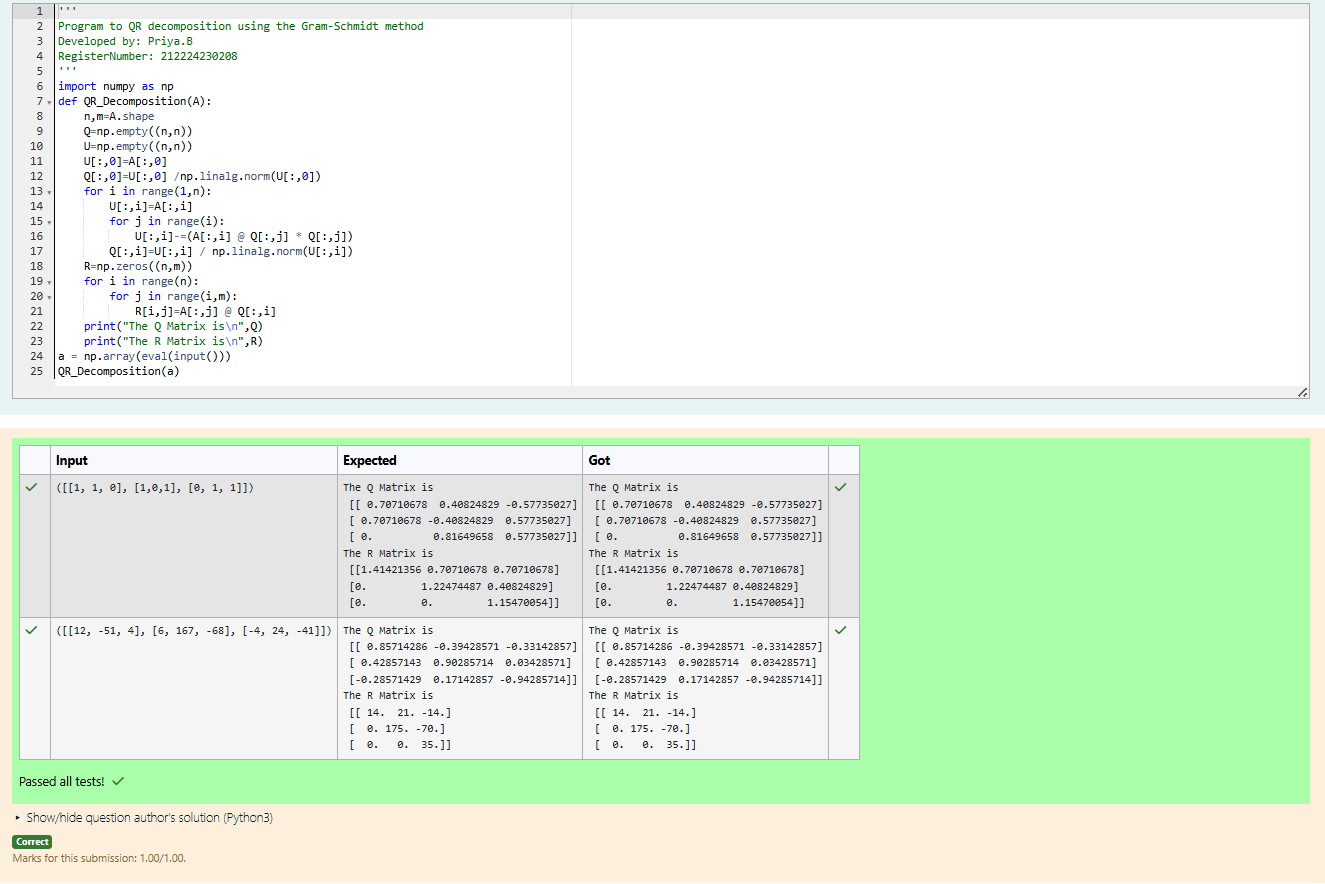 1 '''
2 Program to QR decomposition using the Gram-Schmidt method
3 Developed by: Priya.B
4 RegisterNumber: 212224230208
5 '''
6 import numpy as np
7 def QR_Decomposition(A):
8     n,m=A.shape
9     Q=np.empty((n,n))
10     U=np.empty((n,n))
11     U[:,0]=A[:,0]
12     Q[:,0]=U[:,0] /np.linalg.norm(U[:,0])
13     for i in range(1,n):
14         U[:,i]=A[:,i]
15         for j in range(i):
16             U[:,i]-=(A[:,i] @ Q[:,j] * Q[:,j])
17         Q[:,i]=U[:,i] / np.linalg.norm(U[:,i])
18     R=np.zeros((n,m))
19     for i in range(n):
20         for j in range(i,m):
21             R[i,j]=A[:,j] @ Q[:,i]
22     print("The Q Matrix is\n",Q)
23     print("The R Matrix is\n",R)
24 a = np.array(eval(input()))
25 QR_Decomposition(a)
Input Expected Got
([[1, 1, 0], [1,0,1], [0, 1, 1]])
The Q Matrix is
[[ 0.70710678  0.40824829 -0.57735027]
[ 0.70710678 -0.40824829  0.57735027]
[ 0.          0.81649658  0.57735027]]
The R Matrix is
[[1.41421356 0.70710678 0.70710678]
[0.         1.22474487 0.40824829]
[0.         0.         1.15470054]]
The Q Matrix is
[[ 0.70710678  0.40824829 -0.57735027]
[ 0.70710678 -0.40824829  0.57735027]
[ 0.          0.81649658  0.57735027]]
The R Matrix is
[[1.41421356 0.70710678 0.70710678]
[0.         1.22474487 0.40824829]
[0.         0.         1.15470054]]
([[12, -51, 4], [6, 167, -68], [-4, 24, -41]])
The Q Matrix is
[[ 0.85714286 -0.39428571 -0.33142857]
[ 0.42857143  0.90285714  0.03428571]
[-0.28571429  0.17142857 -0.94285714]]
The R Matrix is
[[ 14.  21. -14.]
[  0. 175. -70.]
[  0.   0.  35.]]
The Q Matrix is
[[ 0.85714286 -0.39428571 -0.33142857]
[ 0.42857143  0.90285714  0.03428571]
[-0.28571429  0.17142857 -0.94285714]]
The R Matrix is
[[ 14.  21. -14.]
[  0. 175. -70.]
[  0.   0.  35.]]
Passed all tests!
Show/hide question author's solution (Python3)
Correct
Marks for this submission: 1.00/1.00.